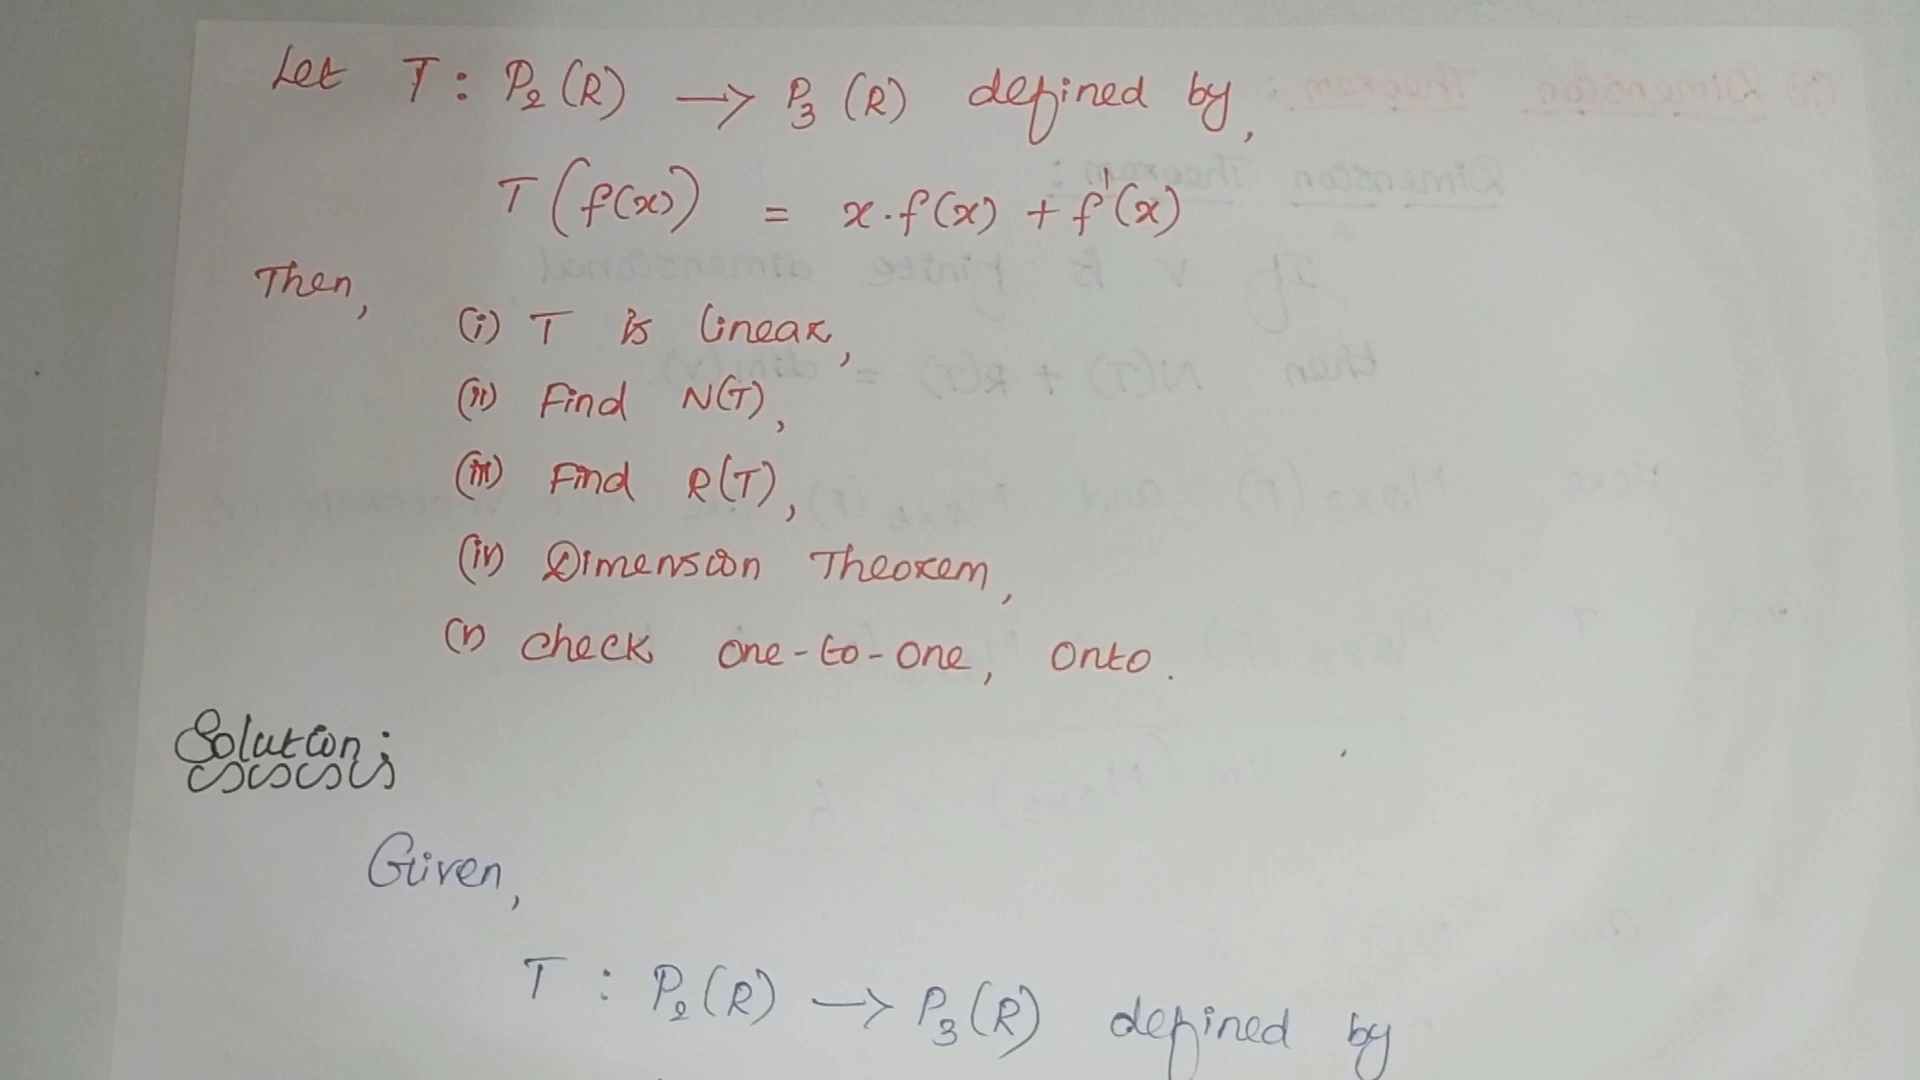 Let T : P₂(R) → P₃(R) defined by,
T(f(x)) = x·f(x) + f'(x)
Then,
(i) T is linear,
(ii) Find N(T),
(iii) Find R(T),
(iv) Dimension Theorem,
(v) check one-to-one, onto.
Solution:
Given,
T : P₂(R) → P₃(R) defined by